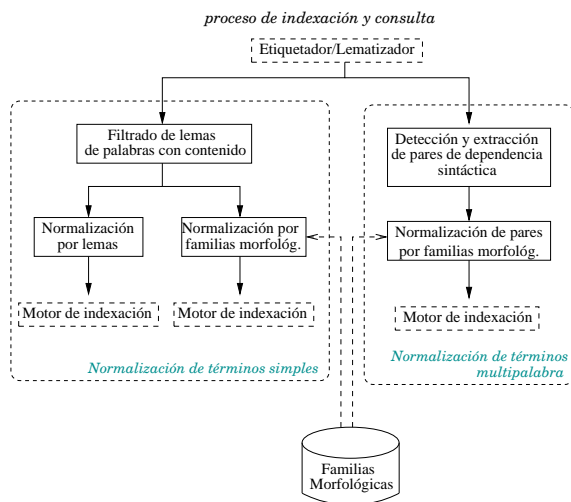 proceso de indexación y consulta
Etiquetador/Lematizador
Filtrado de lemas
de palabras con contenido
Detección y extracción
de pares de dependencia
sintáctica
Normalización
por lemas
Normalización por
familias morfológ.
Normalización de pares
por familias morfológ.
Motor de indexación
Motor de indexación
Motor de indexación
Normalización de términos simples
Normalización de términos
multipalabra
Familias
Morfológicas